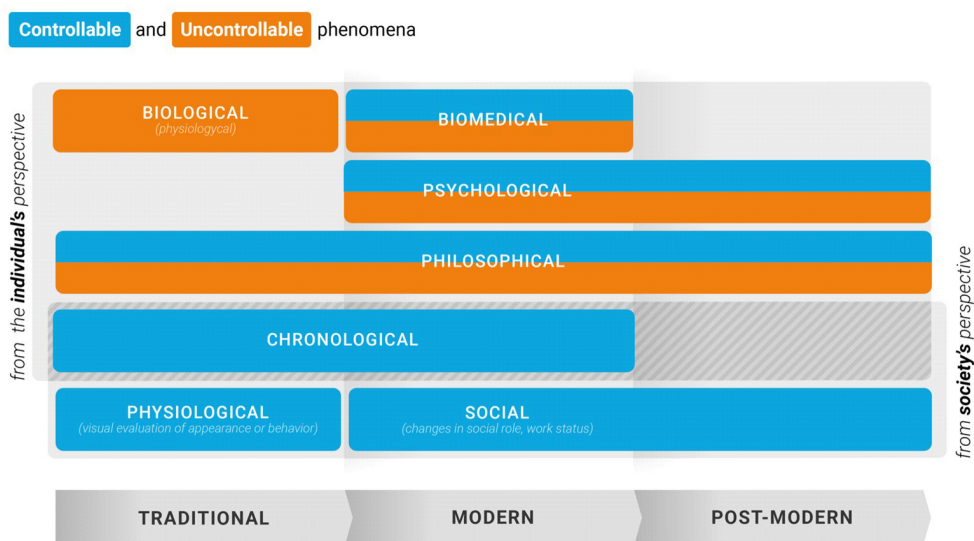 Controllable and Uncontrollable phenomena
from the individual's perspective
BIOLOGICAL
(physiologycal)
BIOMEDICAL
PSYCHOLOGICAL
PHILOSOPHICAL
CHRONOLOGICAL
PHYSIOLOGICAL
(visual evaluation of appearance or behavior)
SOCIAL
(changes in social role, work status)
from society's perspective
TRADITIONAL
MODERN
POST-MODERN